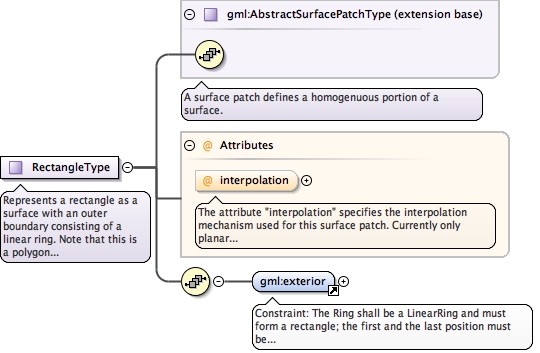 gml:AbstractSurfacePatchType (extension base)
A surface patch defines a homogenuous portion of a
surface.
@ Attributes
@ interpolation
The attribute "interpolation" specifies the interpolation
mechanism used for this surface patch. Currently only
planar...
RectangleType
Represents a rectangle as a
surface with an outer
boundary consisting of a
linear ring. Note that this is
a polygon...
gml:exterior
Constraint: The Ring shall be a LinearRing and must
form a rectangle; the first and the last position must
be...